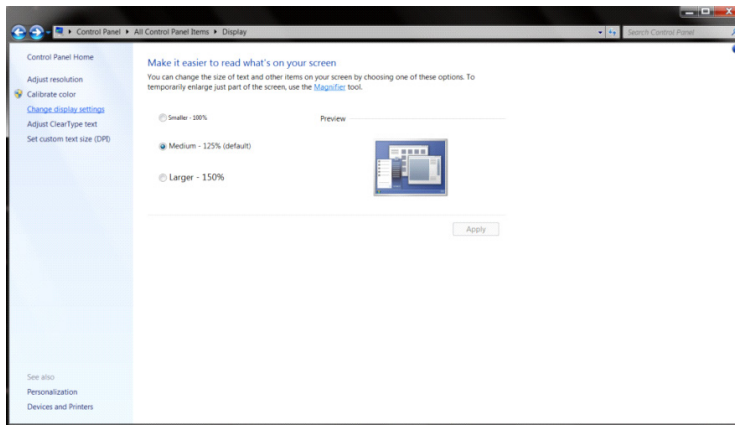 Control Panel ▸ All Control Panel Items ▸ Display
Search Control Panel
Control Panel Home
Adjust resolution
Calibrate color
Change display settings
Adjust ClearType text
Set custom text size (DPI)
See also
Personalization
Devices and Printers
Make it easier to read what's on your screen
You can change the size of text and other items on your screen by choosing one of these options. To
temporarily enlarge just part of the screen, use the Magnifier tool.
Smaller - 100%
Preview
Medium - 125% (default)
Larger - 150%
Apply